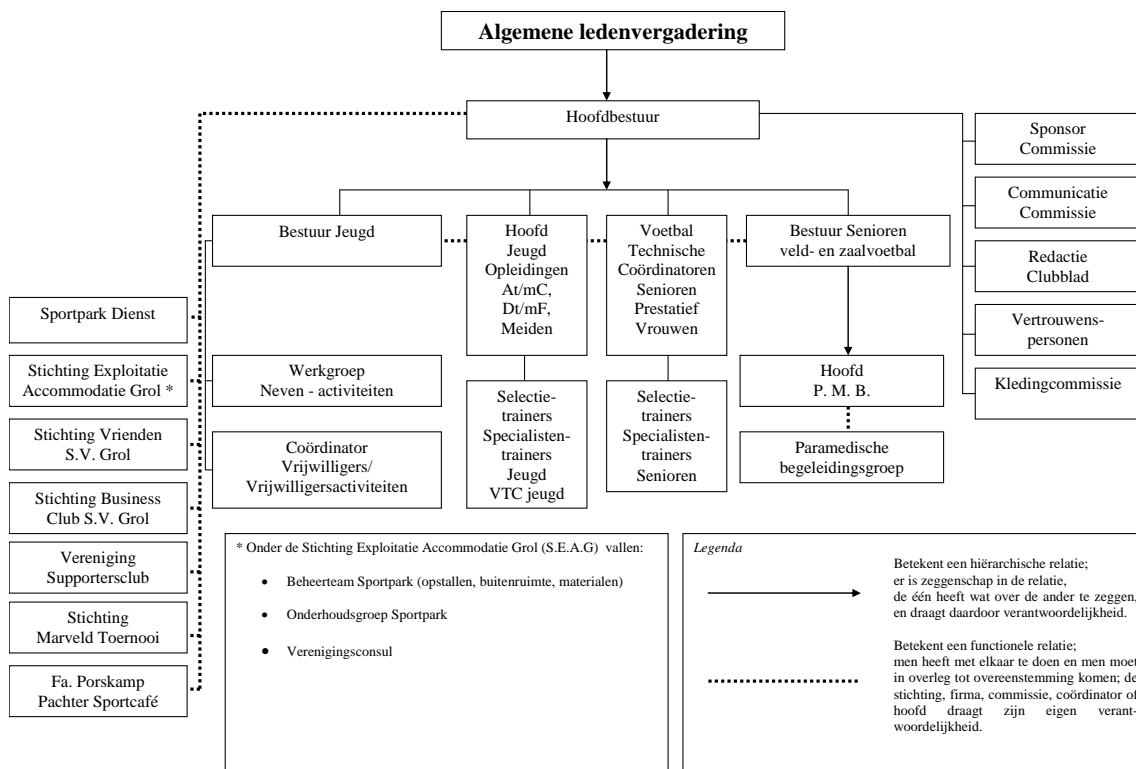 Algemene ledenvergadering
Hoofdbestuur
Sponsor
Commissie
Communicatie
Commissie
Redactie
Clubblad
Vertrouwens-
personen
Kledingcommissie
Bestuur Jeugd
Hoofd
Jeugd
Opleidingen
At/mC,
Dt/mF,
Meiden
Voetbal
Technische
Coördinatoren
Senioren
Prestatief
Vrouwen
Bestuur Senioren
veld- en zaalvoetbal
Sportpark Dienst
Stichting Exploitatie
Accommodatie Grol *
Stichting Vrienden
S.V. Grol
Stichting Business
Club S.V. Grol
Vereniging
Supportersclub
Stichting
Marveld Toernooi
Fa. Porskamp
Pachter Sportcafé
Werkgroep
Neven - activiteiten
Coördinator
Vrijwilligers/
Vrijwilligersactiviteiten
Selectie-
trainers
Specialisten-
trainers
Jeugd
VTC jeugd
Selectie-
trainers
Specialisten-
trainers
Senioren
Hoofd
P. M. B.
Paramedische
begeleidingsgroep
* Onder de Stichting Exploitatie Accommodatie Grol (S.E.A.G) vallen:
• Beheerteam Sportpark (opstallen, buitenruimte, materialen)
• Onderhoudsgroep Sportpark
• Verenigingsconsul
Legenda
Betekent een hiërarchische relatie;
er is zeggenschap in de relatie,
de één heeft wat over de ander te zeggen,
en draagt daardoor verantwoordelijkheid.
Betekent een functionele relatie;
men heeft met elkaar te doen en men moet
in overleg tot overeenstemming komen; de
stichting, firma, commissie, coördinator of
hoofd draagt zijn eigen verant-
woordelijkheid.